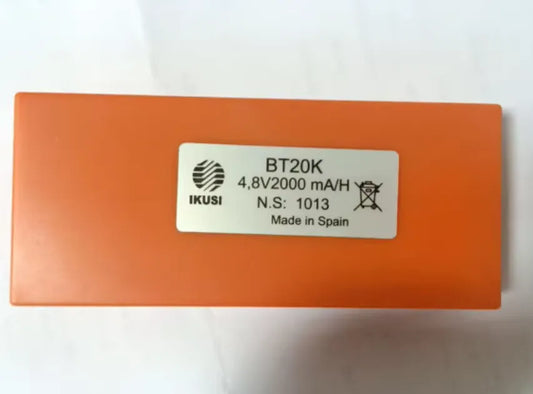 BT20K
4,8V2000 mA/H
IKUSI
N.S: 1013
Made in Spain